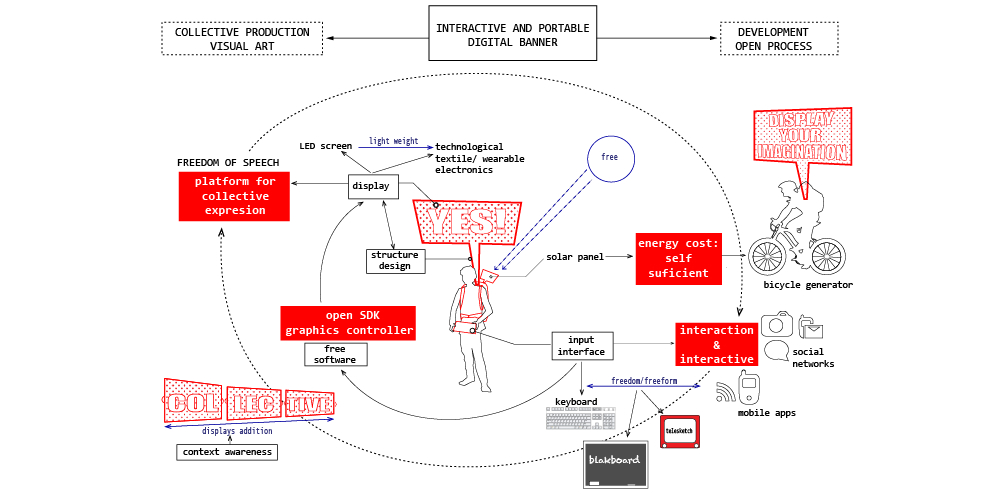 COLLECTIVE PRODUCTION
VISUAL ART
INTERACTIVE AND PORTABLE
DIGITAL BANNER
DEVELOPMENT
OPEN PROCESS
DISPLAY
YOUR
IMAGINATION
LED screen
light weight
technological
textile/ wearable
electronics
free
FREEDOM OF SPEECH
platform for
collective
expresion
display
YES!
structure
design
solar panel
energy cost:
self
suficient
bicycle generator
open SDK
graphics controller
free
software
input
interface
interaction
&
interactive
social
networks
mobile apps
freedom/freeform
keyboard
telesketch
blakboard
COL LEC TIVE
displays addition
context awareness